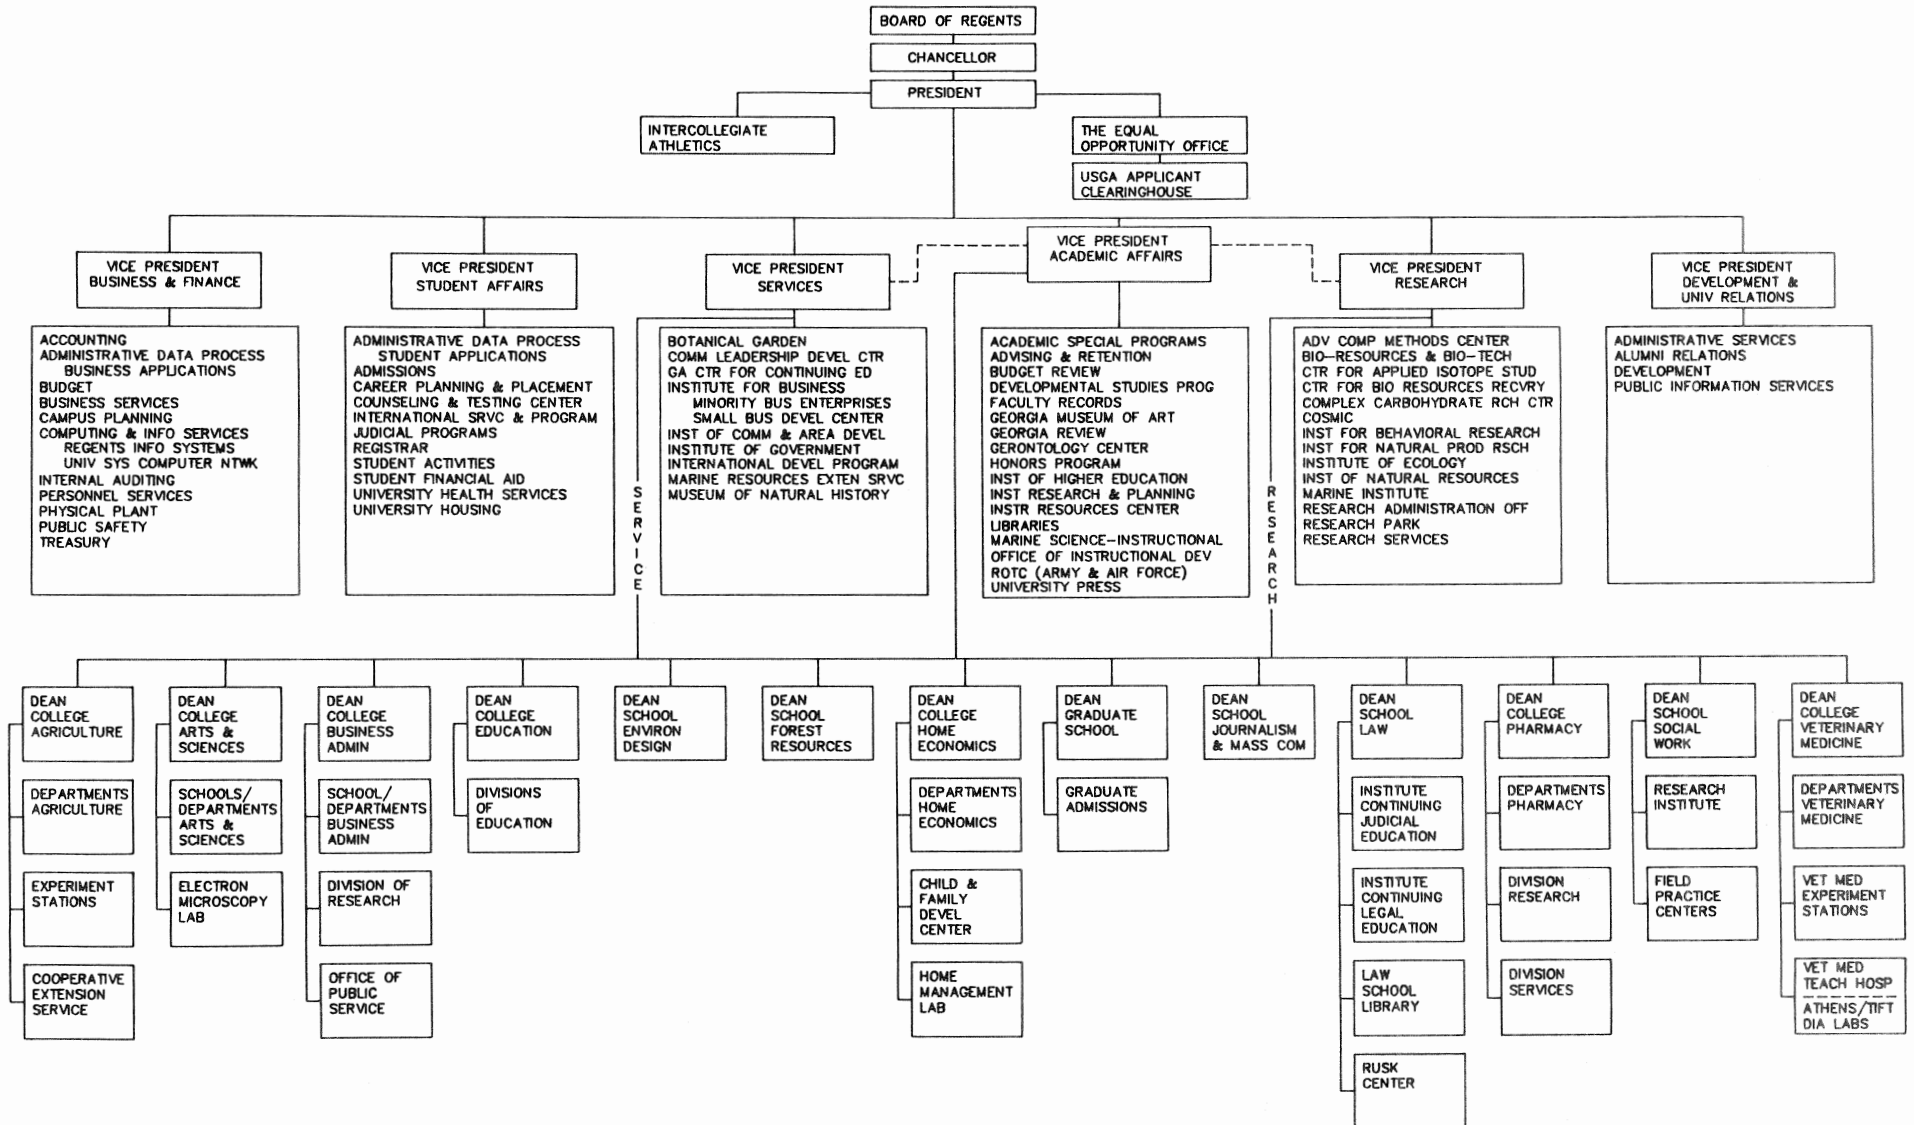 BOARD OF REGENTS
CHANCELLOR
PRESIDENT
INTERCOLLEGIATE
ATHLETICS
THE EQUAL
OPPORTUNITY OFFICE
USGA APPLICANT
CLEARINGHOUSE
VICE PRESIDENT
BUSINESS & FINANCE
VICE PRESIDENT
STUDENT AFFAIRS
VICE PRESIDENT
SERVICES
VICE PRESIDENT
ACADEMIC AFFAIRS
VICE PRESIDENT
RESEARCH
VICE PRESIDENT
DEVELOPMENT &
UNIV RELATIONS
ACCOUNTING
ADMINISTRATIVE DATA PROCESS
BUSINESS APPLICATIONS
BUDGET
BUSINESS SERVICES
CAMPUS PLANNING
COMPUTING & INFO SERVICES
REGENTS INFO SYSTEMS
UNIV SYS COMPUTER NTWK
INTERNAL AUDITING
PERSONNEL SERVICES
PHYSICAL PLANT
PUBLIC SAFETY
TREASURY
ADMINISTRATIVE DATA PROCESS
STUDENT APPLICATIONS
ADMISSIONS
CAREER PLANNING & PLACEMENT
COUNSELING & TESTING CENTER
INTERNATIONAL SRVC & PROGRAM
JUDICIAL PROGRAMS
REGISTRAR
STUDENT ACTIVITIES
STUDENT FINANCIAL AID
UNIVERSITY HEALTH SERVICES
UNIVERSITY HOUSING
SERVICE
BOTANICAL GARDEN
COMM LEADERSHIP DEVEL CTR
GA CTR FOR CONTINUING ED
INSTITUTE FOR BUSINESS
MINORITY BUS ENTERPRISES
SMALL BUS DEVEL CENTER
INST OF COMM & AREA DEVEL
INSTITUTE OF GOVERNMENT
INTERNATIONAL DEVEL PROGRAM
MARINE RESOURCES EXTEN SRVC
MUSEUM OF NATURAL HISTORY
ACADEMIC SPECIAL PROGRAMS
ADVISING & RETENTION
BUDGET REVIEW
DEVELOPMENTAL STUDIES PROG
FACULTY RECORDS
GEORGIA MUSEUM OF ART
GEORGIA REVIEW
GERONTOLOGY CENTER
HONORS PROGRAM
INST OF HIGHER EDUCATION
INST RESEARCH & PLANNING
INSTR RESOURCES CENTER
LIBRARIES
MARINE SCIENCE-INSTRUCTIONAL
OFFICE OF INSTRUCTIONAL DEV
ROTC (ARMY & AIR FORCE)
UNIVERSITY PRESS
RESEARCH
ADV COMP METHODS CENTER
BIO-RESOURCES & BIO-TECH
CTR FOR APPLIED ISOTOPE STUD
CTR FOR BIO RESOURCES RECVRY
COMPLEX CARBOHYDRATE RCH CTR
COSMIC
INST FOR BEHAVIORAL RESEARCH
INST FOR NATURAL PROD RSCH
INSTITUTE OF ECOLOGY
INST OF NATURAL RESOURCES
MARINE INSTITUTE
RESEARCH ADMINISTRATION OFF
RESEARCH PARK
RESEARCH SERVICES
ADMINISTRATIVE SERVICES
ALUMNI RELATIONS
DEVELOPMENT
PUBLIC INFORMATION SERVICES
DEAN
COLLEGE
AGRICULTURE
DEAN
COLLEGE
ARTS &
SCIENCES
DEAN
COLLEGE
BUSINESS
ADMIN
DEAN
COLLEGE
EDUCATION
DEAN
SCHOOL
ENVIRON
DESIGN
DEAN
SCHOOL
FOREST
RESOURCES
DEAN
COLLEGE
HOME
ECONOMICS
DEAN
GRADUATE
SCHOOL
DEAN
SCHOOL
JOURNALISM
& MASS COM
DEAN
SCHOOL
LAW
DEAN
COLLEGE
PHARMACY
DEAN
SCHOOL
SOCIAL
WORK
DEAN
COLLEGE
VETERINARY
MEDICINE
DEPARTMENTS
AGRICULTURE
SCHOOLS/
DEPARTMENTS
ARTS &
SCIENCES
SCHOOL/
DEPARTMENTS
BUSINESS
ADMIN
DIVISIONS
OF
EDUCATION
DEPARTMENTS
HOME
ECONOMICS
GRADUATE
ADMISSIONS
INSTITUTE
CONTINUING
JUDICIAL
EDUCATION
DEPARTMENTS
PHARMACY
RESEARCH
INSTITUTE
DEPARTMENTS
VETERINARY
MEDICINE
EXPERIMENT
STATIONS
ELECTRON
MICROSCOPY
LAB
DIVISION OF
RESEARCH
CHILD &
FAMILY
DEVEL
CENTER
INSTITUTE
CONTINUING
LEGAL
EDUCATION
DIVISION
RESEARCH
FIELD
PRACTICE
CENTERS
VET MED
EXPERIMENT
STATIONS
COOPERATIVE
EXTENSION
SERVICE
OFFICE OF
PUBLIC
SERVICE
HOME
MANAGEMENT
LAB
LAW
SCHOOL
LIBRARY
DIVISION
SERVICES
VET MED
TEACH HOSP
ATHENS/TIFT
DIA LABS
RUSK
CENTER